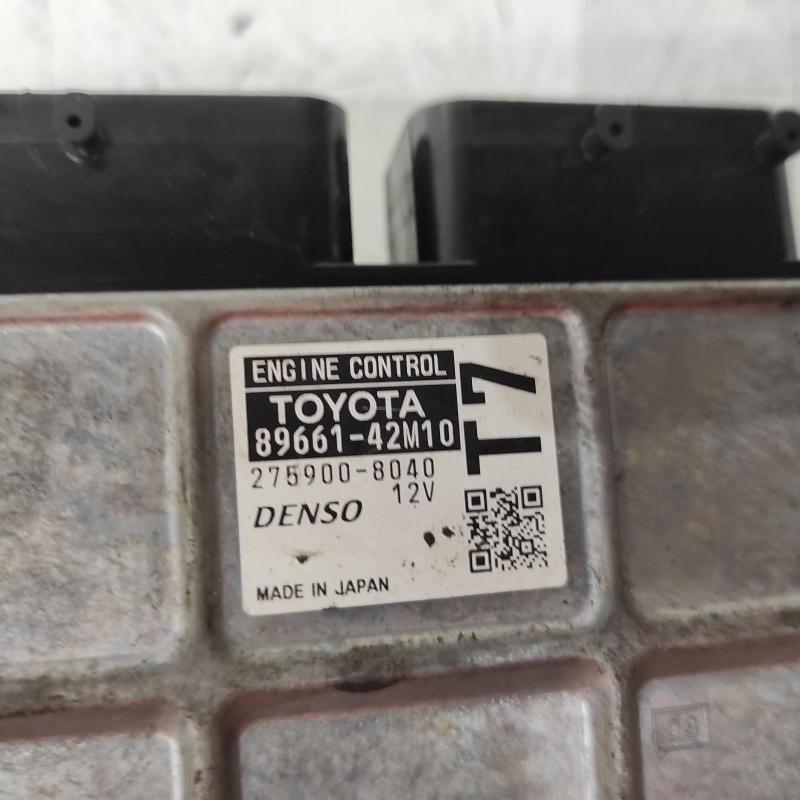 ENGINE CONTROL
TOYOTA
89661-42M10
275900-8040
12V
DENSO
MADE IN JAPAN
T7